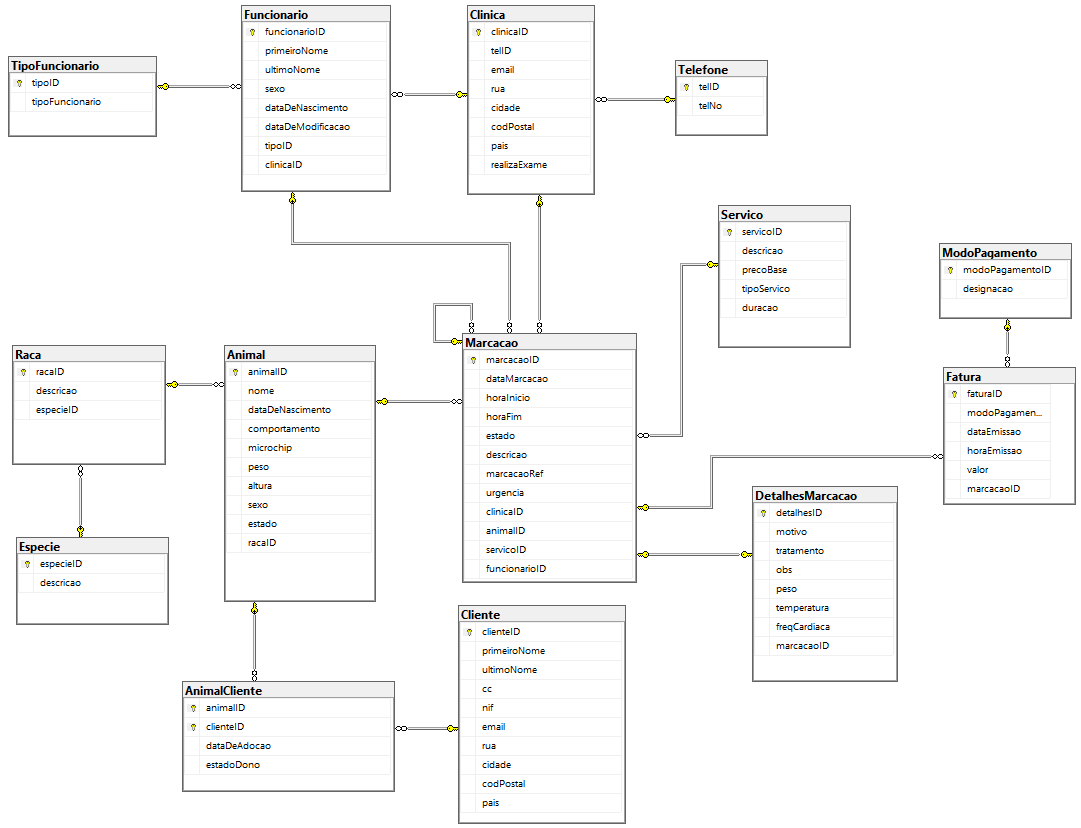 Funcionario
funcionarioID
primeiroNome
ultimoNome
sexo
dataDeNascimento
dataDeModificacao
tipoID
clinicaID
Clinica
clinicaID
telID
email
rua
cidade
codPostal
pais
realizaExame
TipoFuncionario
tipoID
tipoFuncionario
Telefone
telID
telNo
Servico
servicoID
descricao
precoBase
tipoServico
duracao
ModoPagamento
modoPagamentoID
designacao
Marcacao
marcacaoID
dataMarcacao
horaInicio
horaFim
estado
descricao
marcacaoRef
urgencia
clinicaID
animalID
servicoID
funcionarioID
Raca
racaID
descricao
especieID
Animal
animalID
nome
dataDeNascimento
comportamento
microchip
peso
altura
sexo
estado
racaID
Fatura
faturaID
modoPagamen...
dataEmissao
horaEmissao
valor
marcacaoID
DetalhesMarcacao
detalhesID
motivo
tratamento
obs
peso
temperatura
freqCardiaca
marcacaoID
Especie
especieID
descricao
Cliente
clienteID
primeiroNome
ultimoNome
cc
nif
email
rua
cidade
codPostal
pais
AnimalCliente
animalID
clienteID
dataDeAdocao
estadoDono